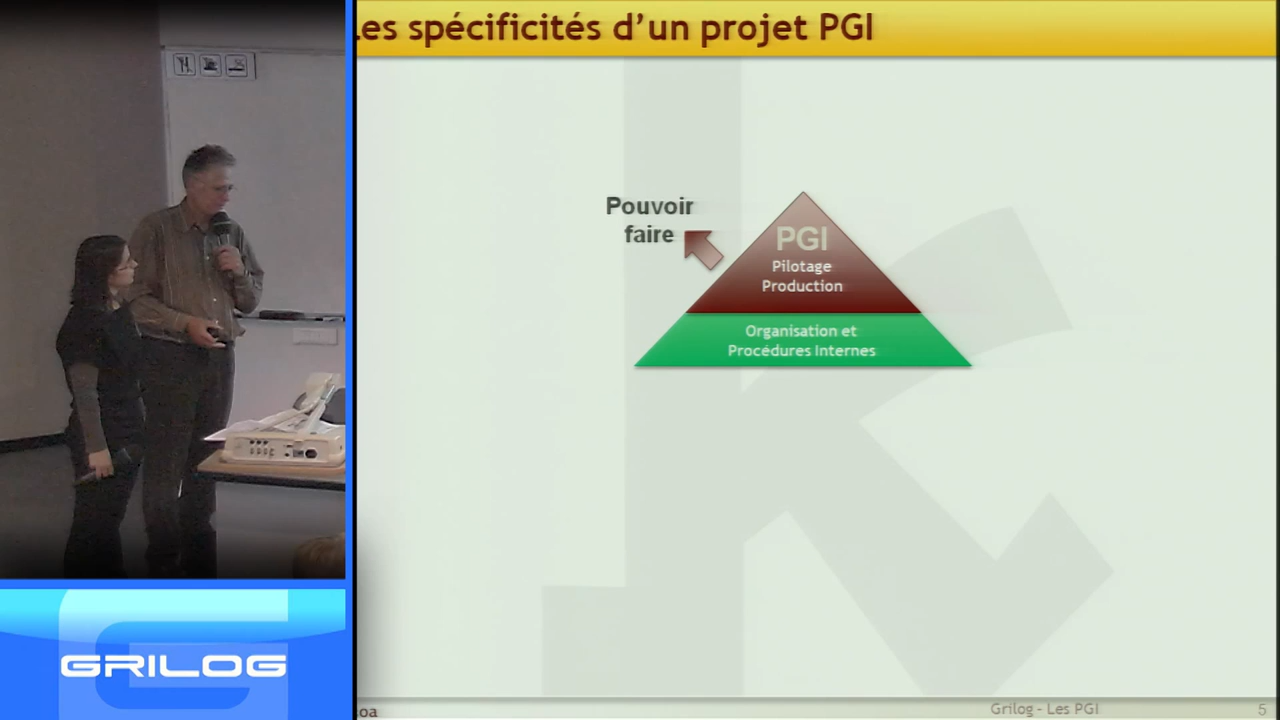 es spécificités d'un projet PGI
Pouvoir
faire
PGI
Pilotage
Production
Organisation et
Procédures Internes
GRILOG
oa
Grilog - Les PGI
5